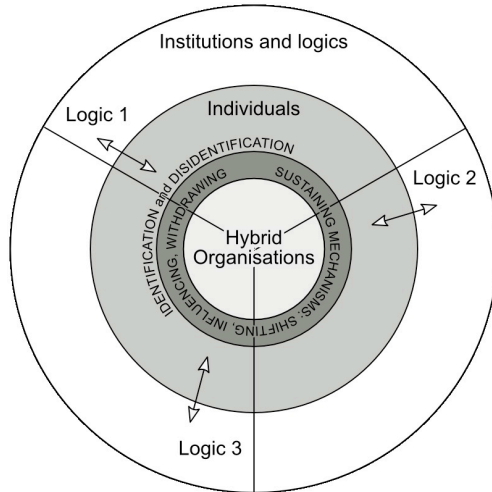 Institutions and logics
Logic 1
Individuals
IDENTIFICATION and DISIDENTIFICATION
Logic 2
SUSTAINING MECHANISMS: SHIFTING, INFLUENCING, WITHDRAWING
Hybrid
Organisations
Logic 3